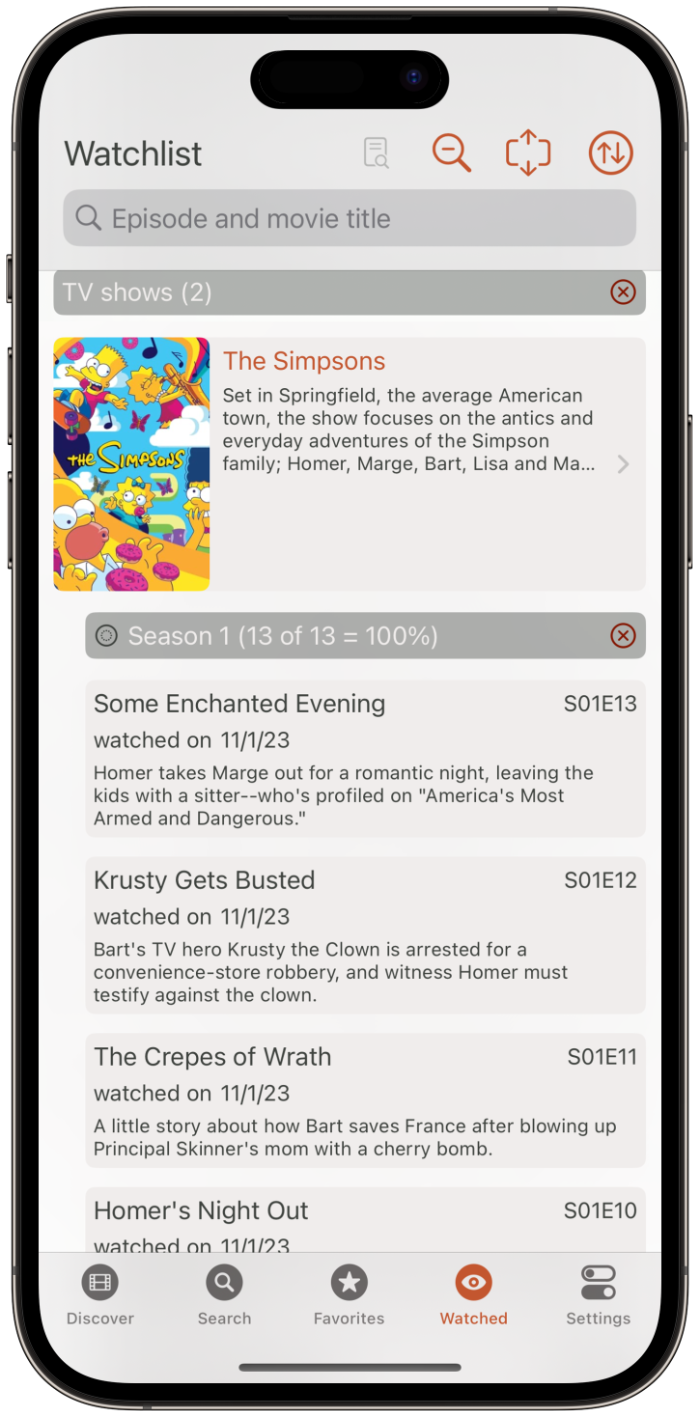 Watchlist
Episode and movie title
TV shows (2)
THE SIMPSONS
The Simpsons
Set in Springfield, the average American
town, the show focuses on the antics and
everyday adventures of the Simpson
family; Homer, Marge, Bart, Lisa and Ma...
Season 1 (13 of 13 = 100%)
Some Enchanted Evening S01E13
watched on 11/1/23
Homer takes Marge out for a romantic night, leaving the
kids with a sitter--who's profiled on "America's Most
Armed and Dangerous."
Krusty Gets Busted S01E12
watched on 11/1/23
Bart's TV hero Krusty the Clown is arrested for a
convenience-store robbery, and witness Homer must
testify against the clown.
The Crepes of Wrath S01E11
watched on 11/1/23
A little story about how Bart saves France after blowing up
Principal Skinner's mom with a cherry bomb.
Homer's Night Out S01E10
watched on 11/1/23
Discover Search Favorites Watched Settings